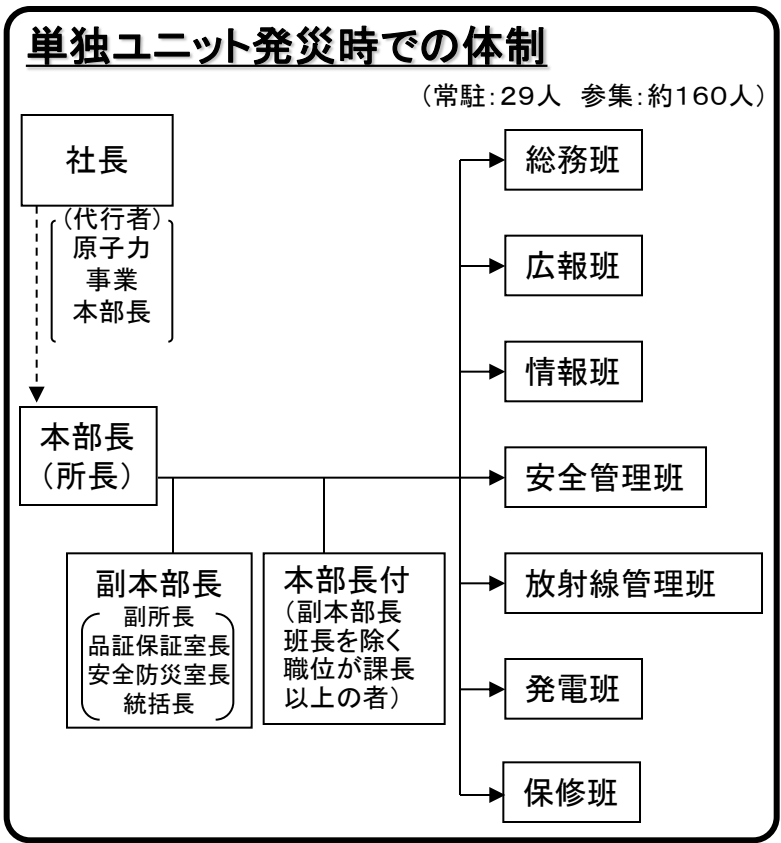 単独ユニット発災時での体制
（常駐：２９人　参集：約１６０人）
社長
（代行者）
原子力
事業
本部長
本部長
（所長）
副本部長
副所長
品証保証室長
安全防災室長
統括長
本部長付
（副本部長
班長を除く
職位が課長
以上の者）
総務班
広報班
情報班
安全管理班
放射線管理班
発電班
保修班